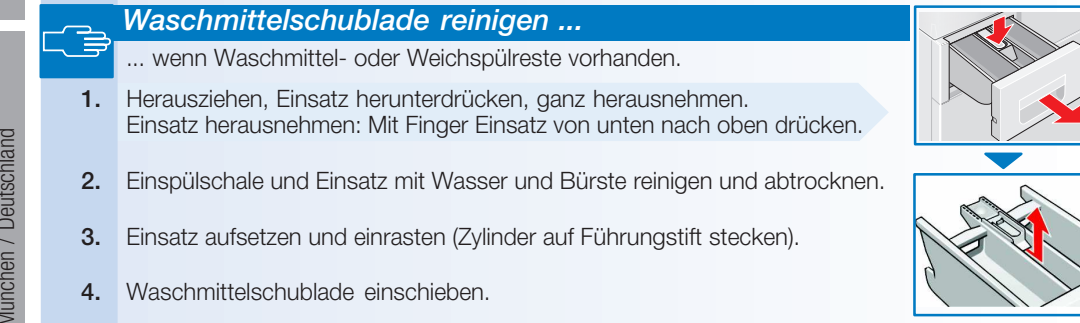 Waschmittelschublade reinigen ...
... wenn Waschmittel- oder Weichspülreste vorhanden.
1. Herausziehen, Einsatz herunterdrücken, ganz herausnehmen.
Einsatz herausnehmen: Mit Finger Einsatz von unten nach oben drücken.
2. Einspülschale und Einsatz mit Wasser und Bürste reinigen und abtrocknen.
3. Einsatz aufsetzen und einrasten (Zylinder auf Führungstift stecken).
4. Waschmittelschublade einschieben.
München / Deutschland